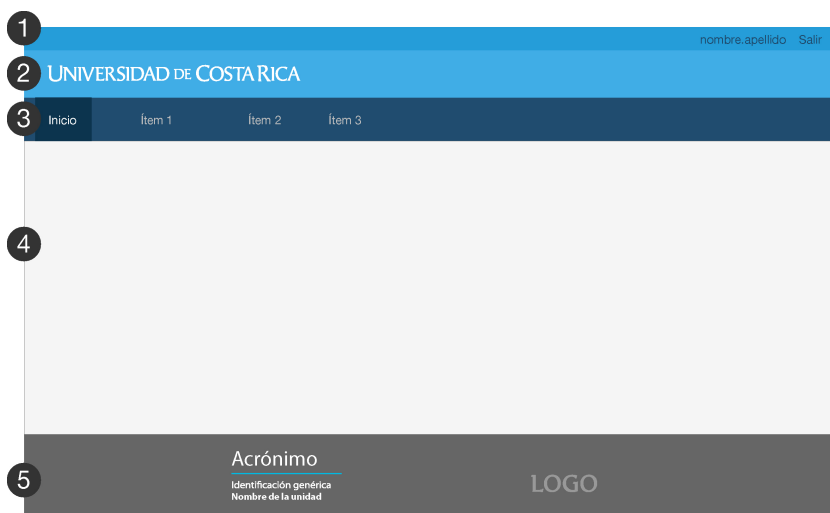 1
nombre.apellido Salir
2
UNIVERSIDAD DE COSTA RICA
3
Inicio Ítem 1 Ítem 2 Ítem 3
4
5
Acrónimo
Identificación genérica
Nombre de la unidad
LOGO